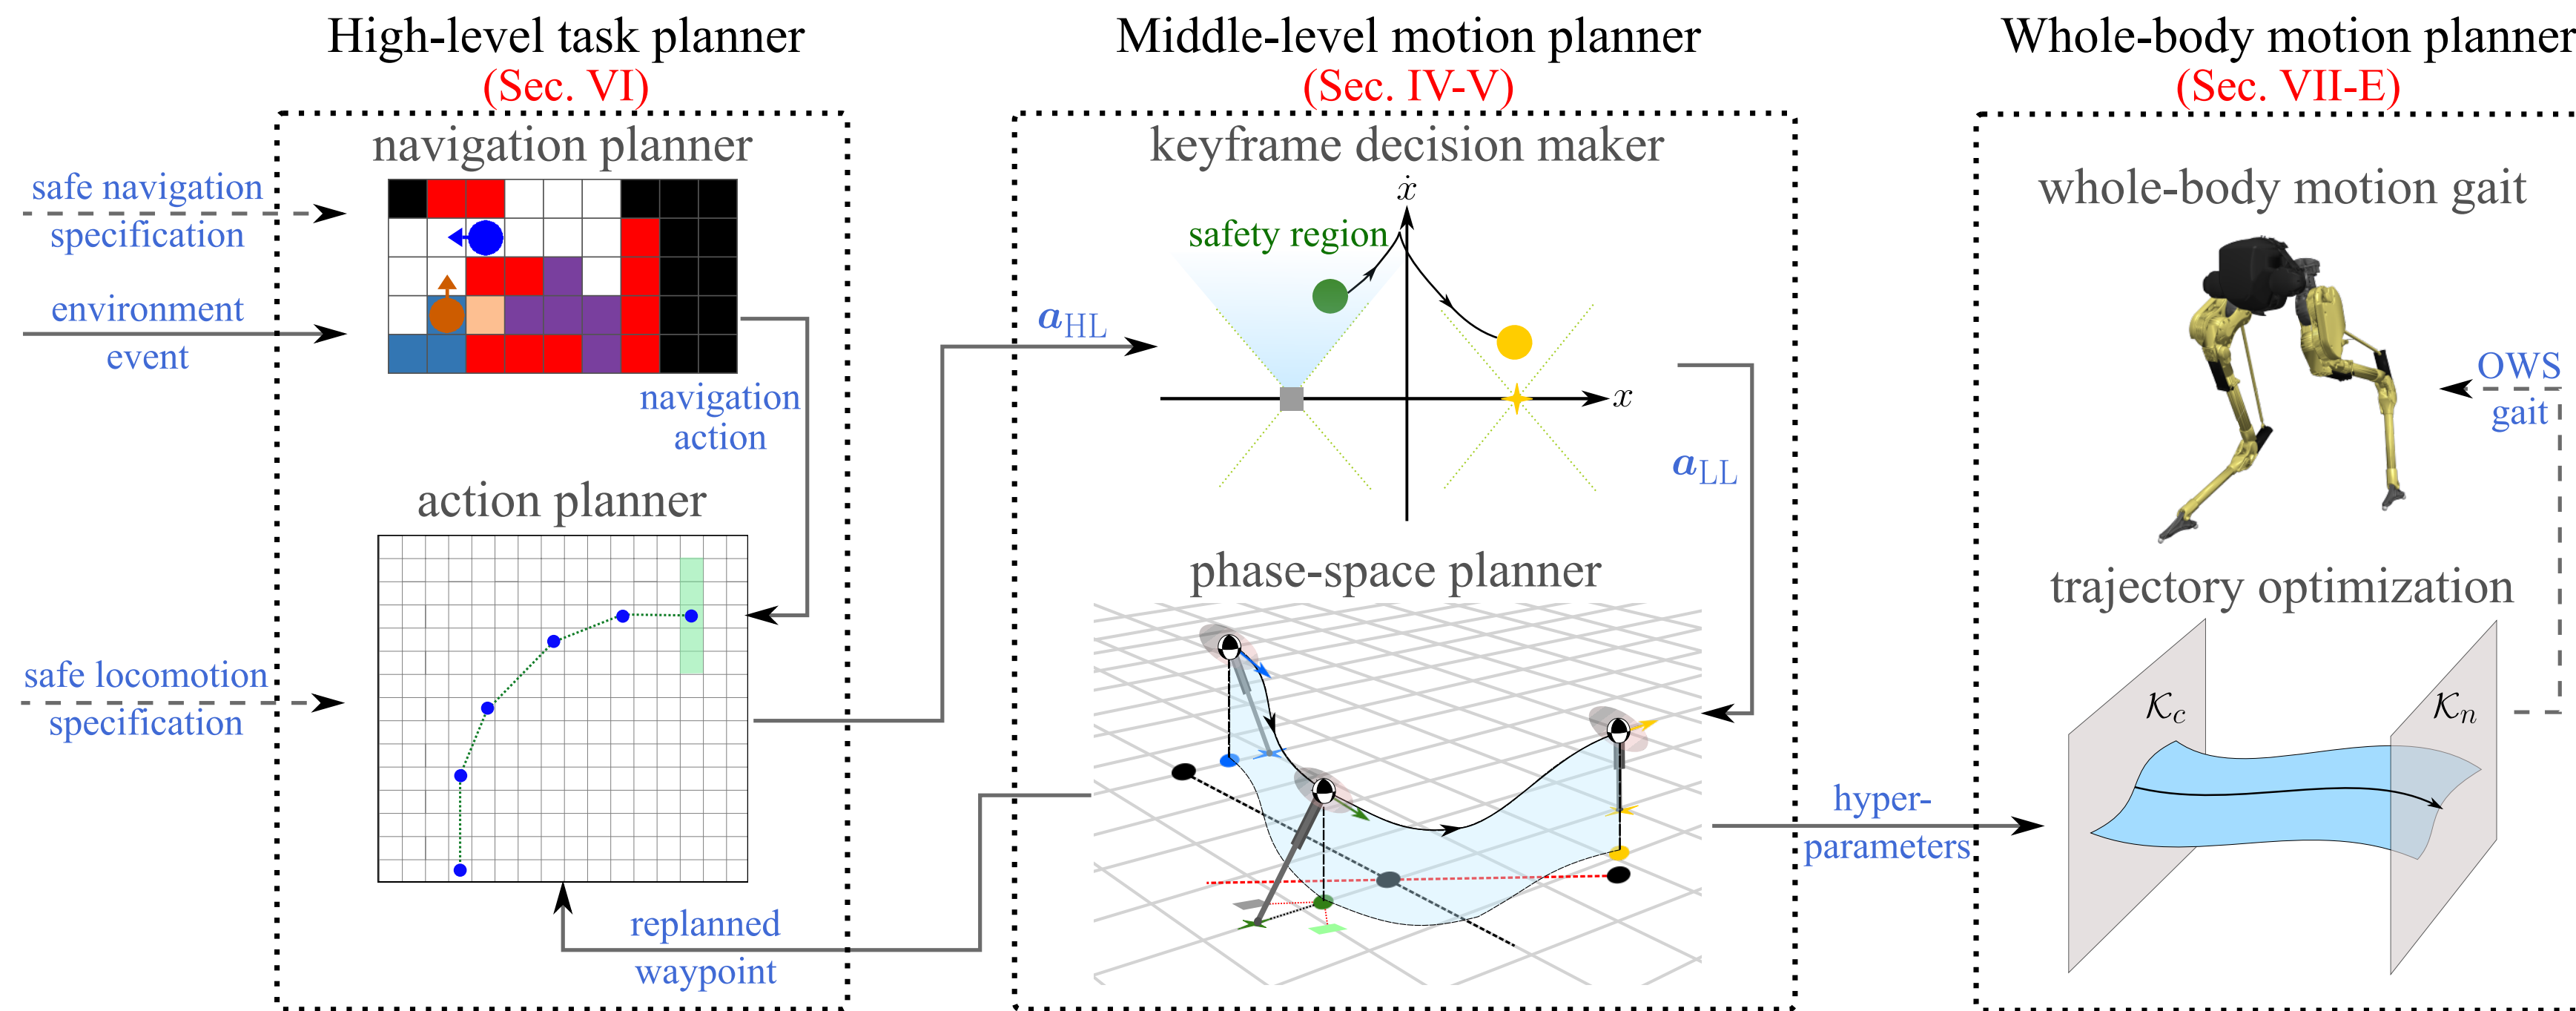 High-level task planner
(Sec. VI)
navigation planner
safe navigation
specification
environment
event
navigation
action
action planner
safe locomotion
specification
replanned
waypoint
Middle-level motion planner
(Sec. IV-V)
keyframe decision maker
ẋ
safety region
a_HL
x
a_LL
phase-space planner
hyper-
parameters
Whole-body motion planner
(Sec. VII-E)
whole-body motion gait
OWS
gait
trajectory optimization
𝒦_c
𝒦_n